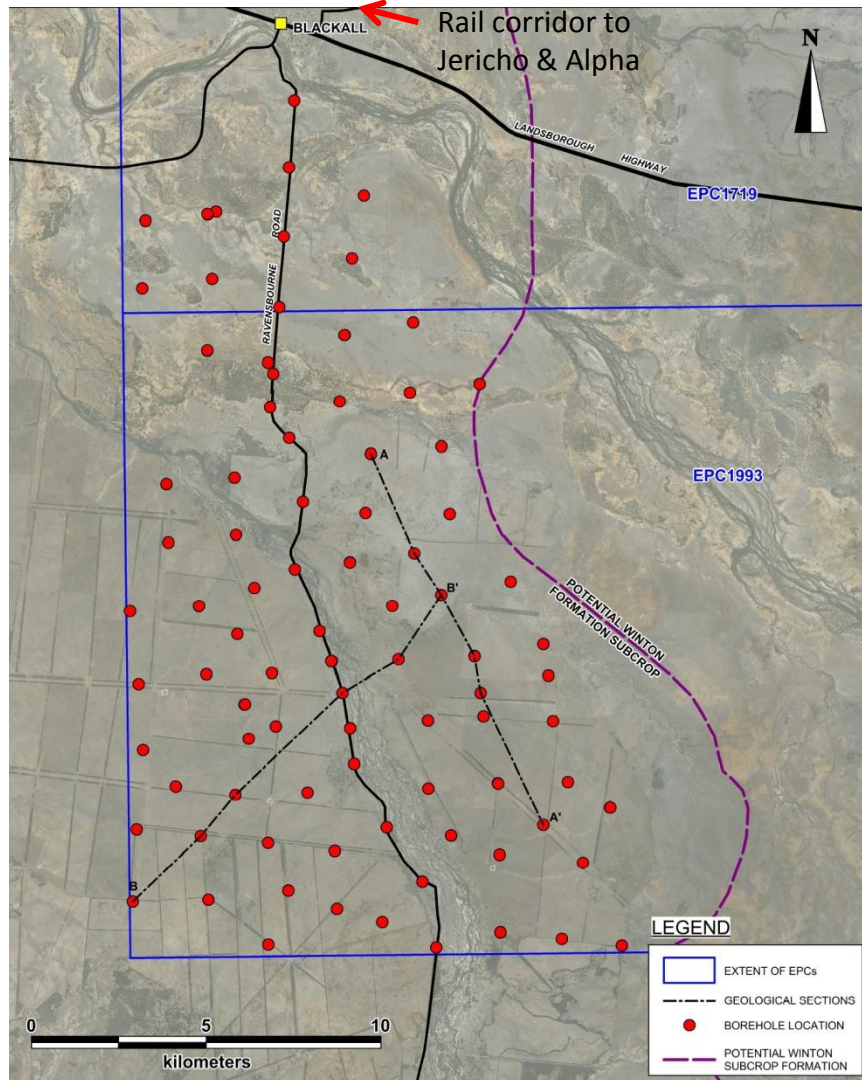 Rail corridor to
Jericho & Alpha
BLACKALL
N
LANDSBOROUGH HIGHWAY
EPC1719
RAVENSBOURNE ROAD
A
EPC1993
B'
POTENTIAL WINTON
FORMATION SUBCROP
A'
B
LEGEND
EXTENT OF EPCs
GEOLOGICAL SECTIONS
BOREHOLE LOCATION
POTENTIAL WINTON
SUBCROP FORMATION
0 5 10
kilometers